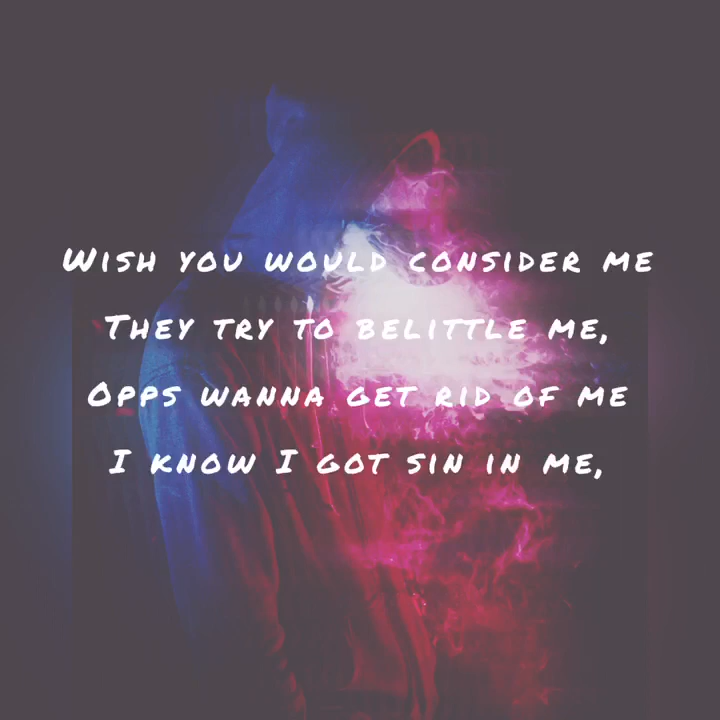 Wish you would consider me
They try to belittle me,
Opps wanna get rid of me
I know I got sin in me,